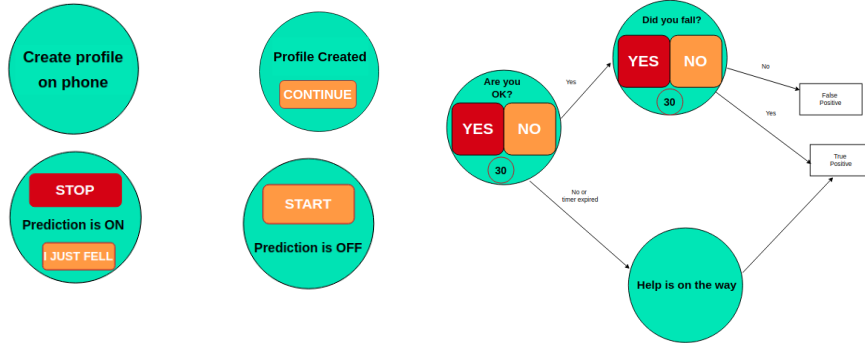 Create profile
on phone
Profile Created
CONTINUE
STOP
Prediction is ON
I JUST FELL
START
Prediction is OFF
Are you
OK?
YES NO
30
Yes
No or
timer expired
Did you fall?
YES NO
30
No
Yes
False
Positive
True
Positive
Help is on the way